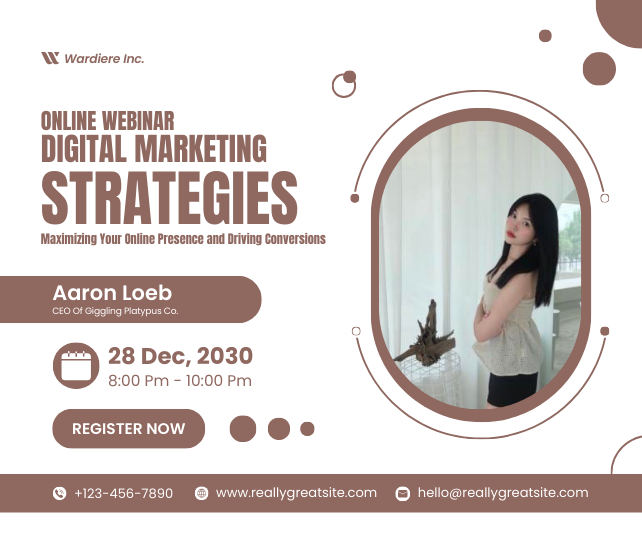 Wardiere Inc.
ONLINE WEBINAR
DIGITAL MARKETING
STRATEGIES
Maximizing Your Online Presence and Driving Conversions
Aaron Loeb
CEO Of Giggling Platypus Co.
28 Dec, 2030
8:00 Pm - 10:00 Pm
REGISTER NOW
+123-456-7890 www.reallygreatsite.com hello@reallygreatsite.com